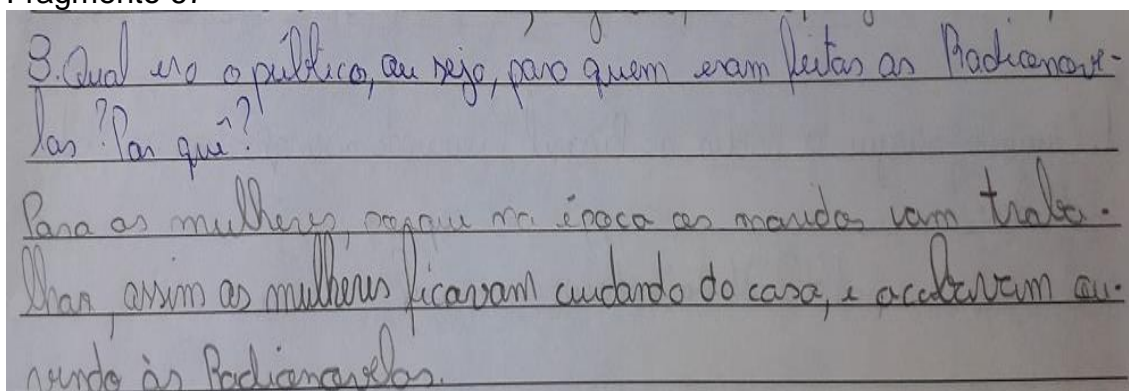 3. Qual era o público, ou seja, para quem eram feitas as Radionove-
las? Por quê?
Para as mulheres, porque na época os maridos iam traba-
lhar, assim as mulheres ficavam cuidando da casa, e acabavam ou-
vindo às Radionovelas.